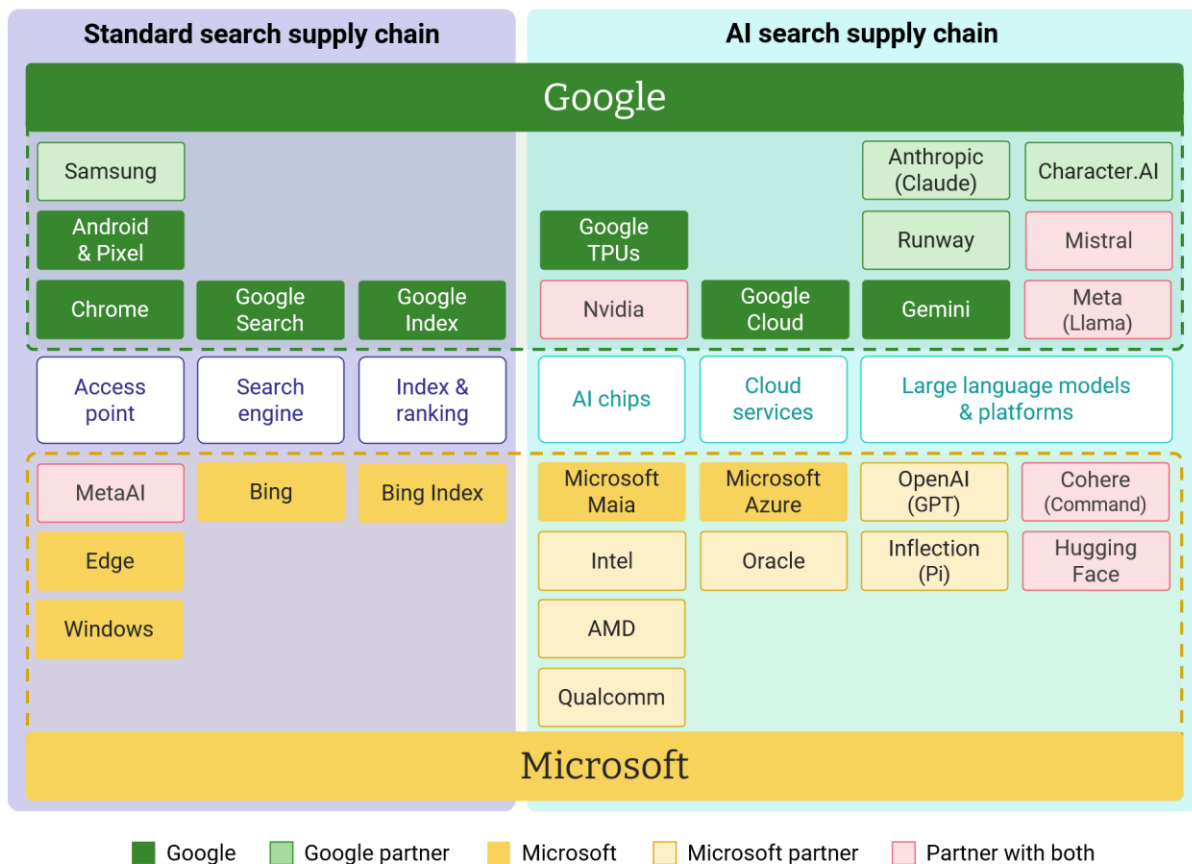 Standard search supply chain
AI search supply chain
Google
Samsung
Anthropic
(Claude)
Character.AI
Android
& Pixel
Google
TPUs
Runway
Mistral
Chrome
Google
Search
Google
Index
Nvidia
Google
Cloud
Gemini
Meta
(Llama)
Access
point
Search
engine
Index &
ranking
AI chips
Cloud
services
Large language models
& platforms
MetaAI
Bing
Bing Index
Microsoft
Maia
Microsoft
Azure
OpenAI
(GPT)
Cohere
(Command)
Edge
Intel
Oracle
Inflection
(Pi)
Hugging
Face
Windows
AMD
Qualcomm
Microsoft
Google
Google partner
Microsoft
Microsoft partner
Partner with both